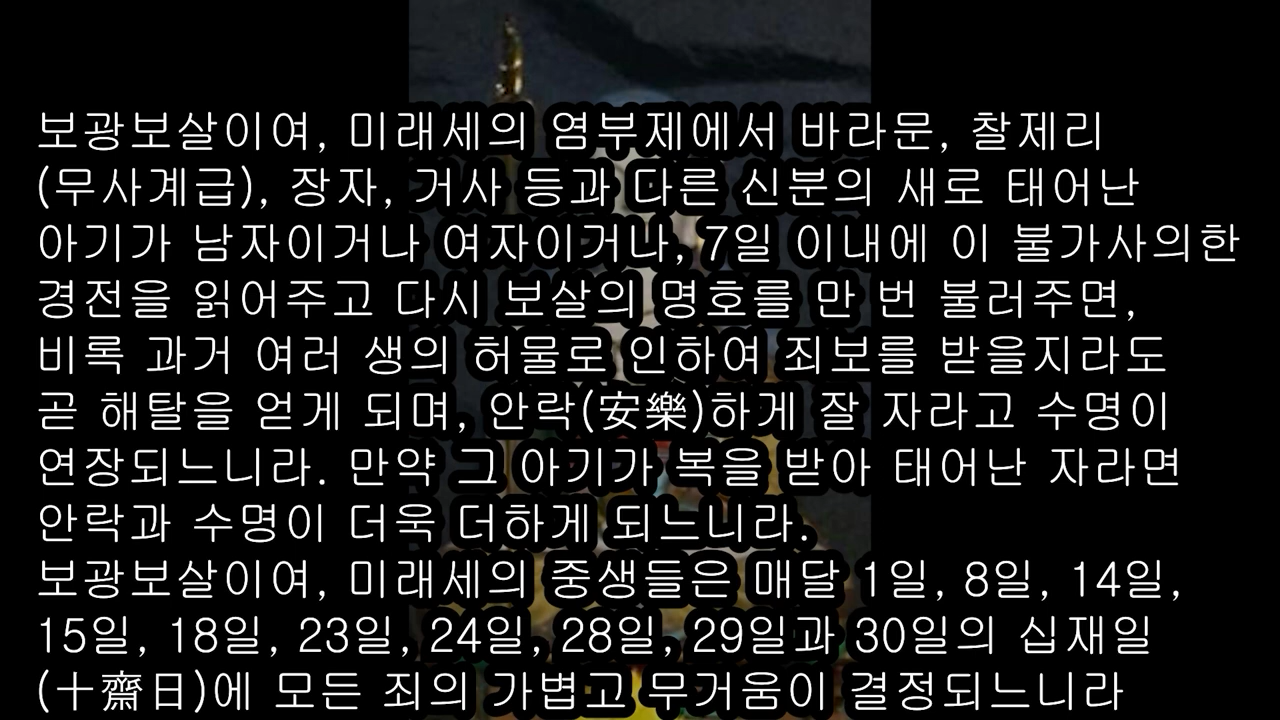 보광보살이여, 미래세의 염부제에서 바라문, 찰제리
(무사계급), 장자, 거사 등과 다른 신분의 새로 태어난
아기가 남자이거나 여자이거나, 7일 이내에 이 불가사의한
경전을 읽어주고 다시 보살의 명호를 만 번 불러주면,
비록 과거 여러 생의 허물로 인하여 죄보를 받을지라도
곧 해탈을 얻게 되며, 안락(安樂)하게 잘 자라고 수명이
연장되느니라. 만약 그 아기가 복을 받아 태어난 자라면
안락과 수명이 더욱 더하게 되느니라.
보광보살이여, 미래세의 중생들은 매달 1일, 8일, 14일,
15일, 18일, 23일, 24일, 28일, 29일과 30일의 십재일
(十齋日)에 모든 죄의 가볍고 무거움이 결정되느니라